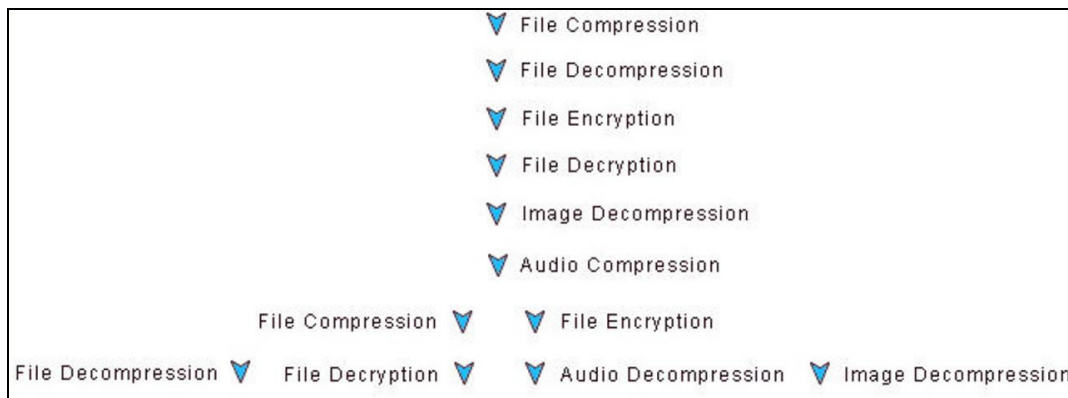 File Compression
File Decompression
File Encryption
File Decryption
Image Decompression
Audio Compression
File Compression File Encryption
File Decompression File Decryption Audio Decompression Image Decompression